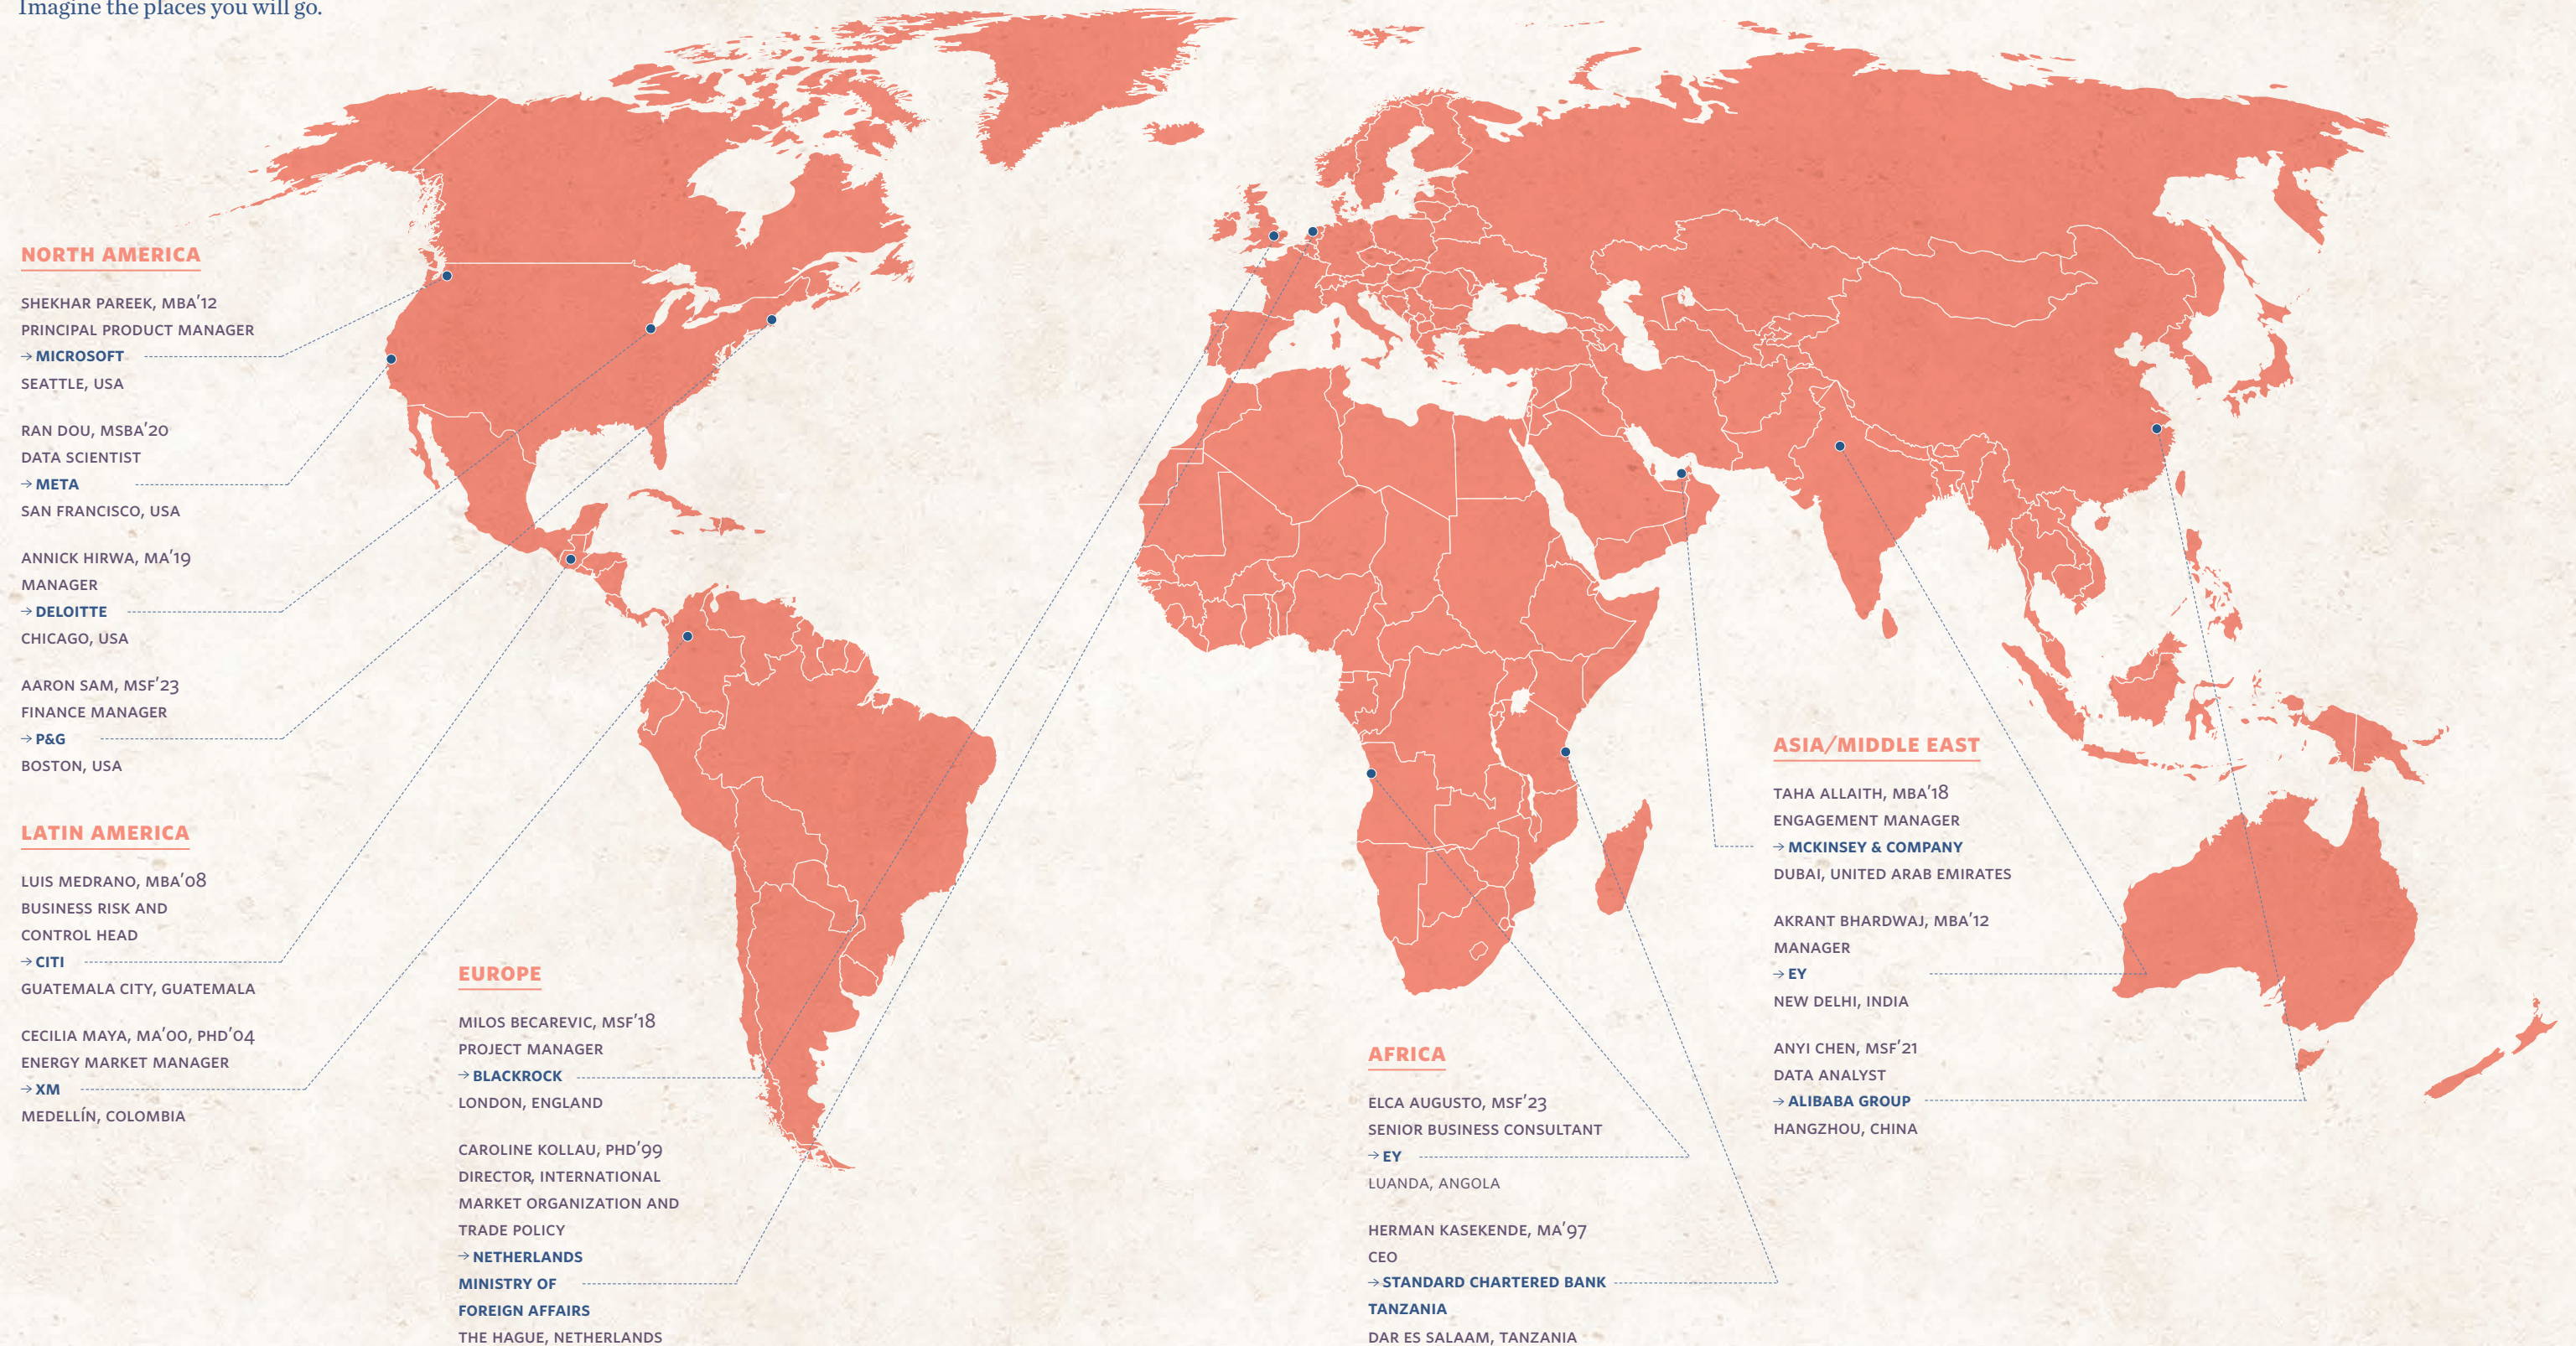 Imagine the places you will go.
NORTH AMERICA
SHEKHAR PAREEK, MBA'12
PRINCIPAL PRODUCT MANAGER
→ MICROSOFT
SEATTLE, USA
RAN DOU, MSBA'20
DATA SCIENTIST
→ META
SAN FRANCISCO, USA
ANNICK HIRWA, MA'19
MANAGER
→ DELOITTE
CHICAGO, USA
AARON SAM, MSF'23
FINANCE MANAGER
→ P&G
BOSTON, USA
LATIN AMERICA
LUIS MEDRANO, MBA'08
BUSINESS RISK AND
CONTROL HEAD
→ CITI
GUATEMALA CITY, GUATEMALA
CECILIA MAYA, MA'00, PHD'04
ENERGY MARKET MANAGER
→ XM
MEDELLÍN, COLOMBIA
EUROPE
MILOS BECAREVIC, MSF'18
PROJECT MANAGER
→ BLACKROCK
LONDON, ENGLAND
CAROLINE KOLLAU, PHD'99
DIRECTOR, INTERNATIONAL
MARKET ORGANIZATION AND
TRADE POLICY
→ NETHERLANDS
MINISTRY OF
FOREIGN AFFAIRS
THE HAGUE, NETHERLANDS
AFRICA
ELCA AUGUSTO, MSF'23
SENIOR BUSINESS CONSULTANT
→ EY
LUANDA, ANGOLA
HERMAN KASEKENDE, MA'97
CEO
→ STANDARD CHARTERED BANK
TANZANIA
DAR ES SALAAM, TANZANIA
ASIA/MIDDLE EAST
TAHA ALLAITH, MBA'18
ENGAGEMENT MANAGER
→ MCKINSEY & COMPANY
DUBAI, UNITED ARAB EMIRATES
AKRANT BHARDWAJ, MBA'12
MANAGER
→ EY
NEW DELHI, INDIA
ANYI CHEN, MSF'21
DATA ANALYST
→ ALIBABA GROUP
HANGZHOU, CHINA